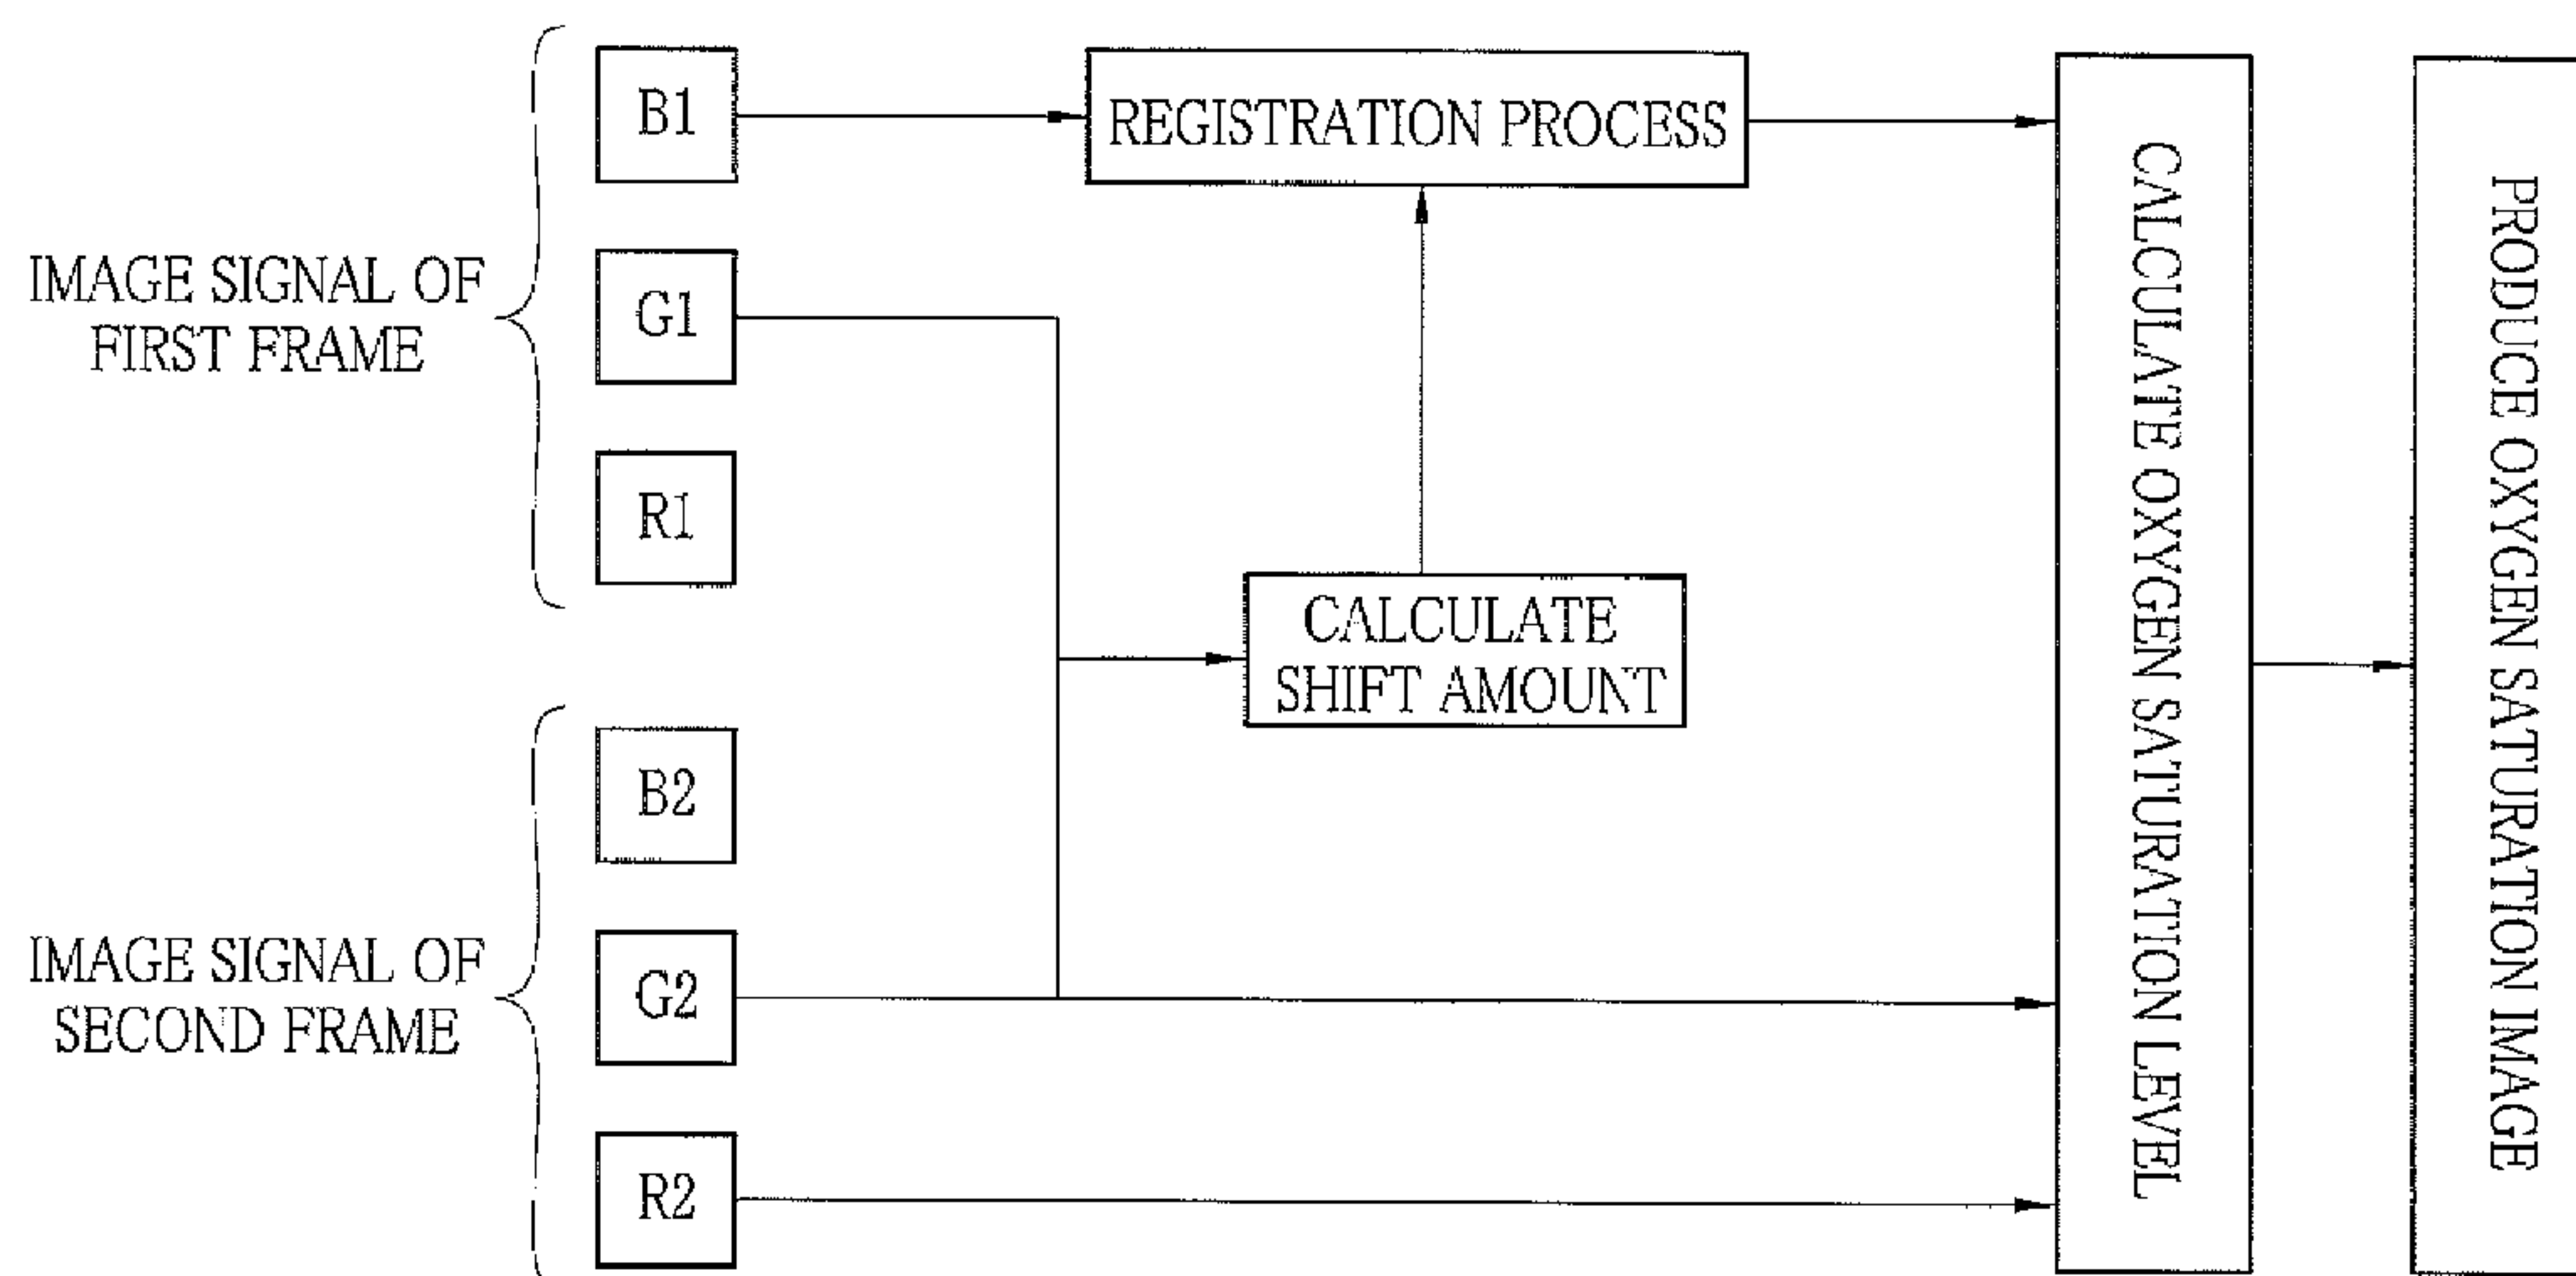 B1
REGISTRATION PROCESS
IMAGE SIGNAL OF
FIRST FRAME
G1
R1
CALCULATE
SHIFT AMOUNT
B2
IMAGE SIGNAL OF
SECOND FRAME
G2
R2
CALCULATE OXYGEN SATURATION LEVEL
PRODUCE OXYGEN SATURATION IMAGE